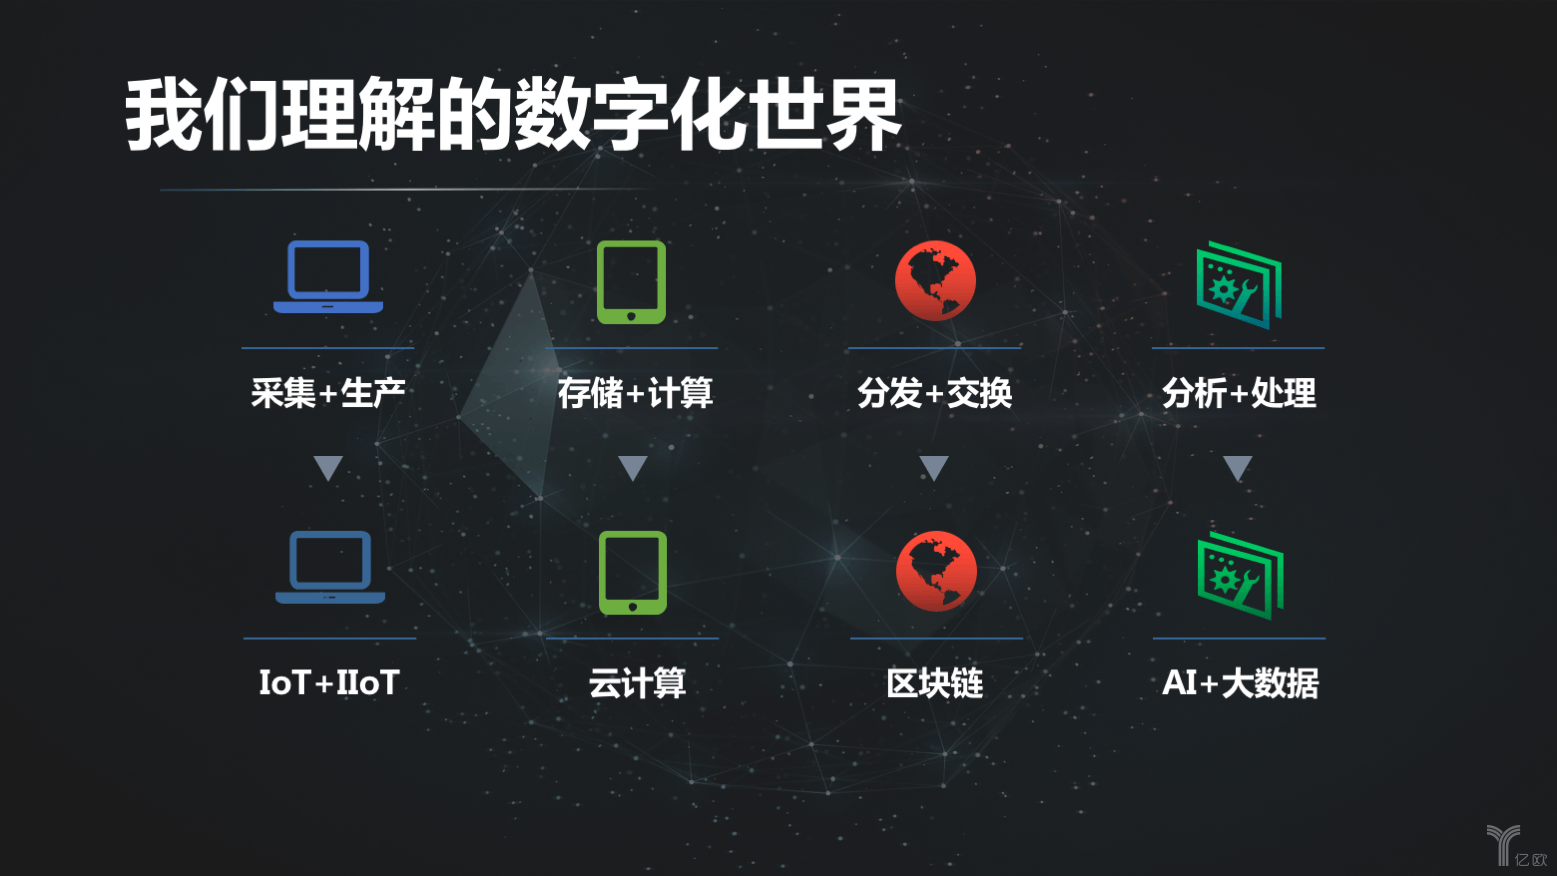 我们理解的数字化世界
采集+生产
存储+计算
分发+交换
分析+处理
IoT+IIoT
云计算
区块链
AI+大数据
亿欧